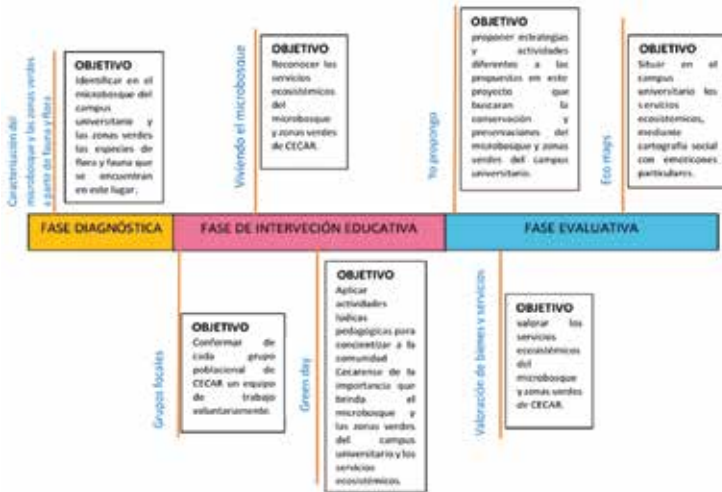 Caracterización del
microbosque y las zonas verdes
a partir de fauna y flora
OBJETIVO
Identificar en el
microbosque del
campus
universitario y
las zonas verdes
las especies de
flora y fauna que
se encuentran
en este lugar.
Viviendo el microbosque
OBJETIVO
Reconocer los
servicios
ecosistémicos
del
microbosque y
zonas verdes de
CECAR.
Yo propongo
OBJETIVO
proponer estrategias
y actividades
diferentes a las
propuestas en este
proyecto que
buscaran la
conservación y
preservaciones del
microbosque y zonas
verdes del campus
universitario.
Eco maps
OBJETIVO
Situar en el
campus
universitario los
servicios
ecosistémicos,
mediante
cartografía social
con emoticones
particulares.
FASE DIAGNÓSTICA
FASE DE INTERVECIÓN EDUCATIVA
FASE EVALUATIVA
Grupos focales
OBJETIVO
Conformar de
cada grupo
poblacional de
CECAR un equipo
de trabajo
voluntariamente.
Green day
OBJETIVO
Aplicar
actividades
lúdicas
pedagógicas para
concientizar a la
comunidad
Cecarense de la
importancia que
brinda el
microbosque y
las zonas verdes
del campus
universitario y los
servicios
ecosistémicos.
Valoración de bienes y servicios
OBJETIVO
valorar los
servicios
ecosistémicos
del
microbosque
y zonas verdes
de CECAR.